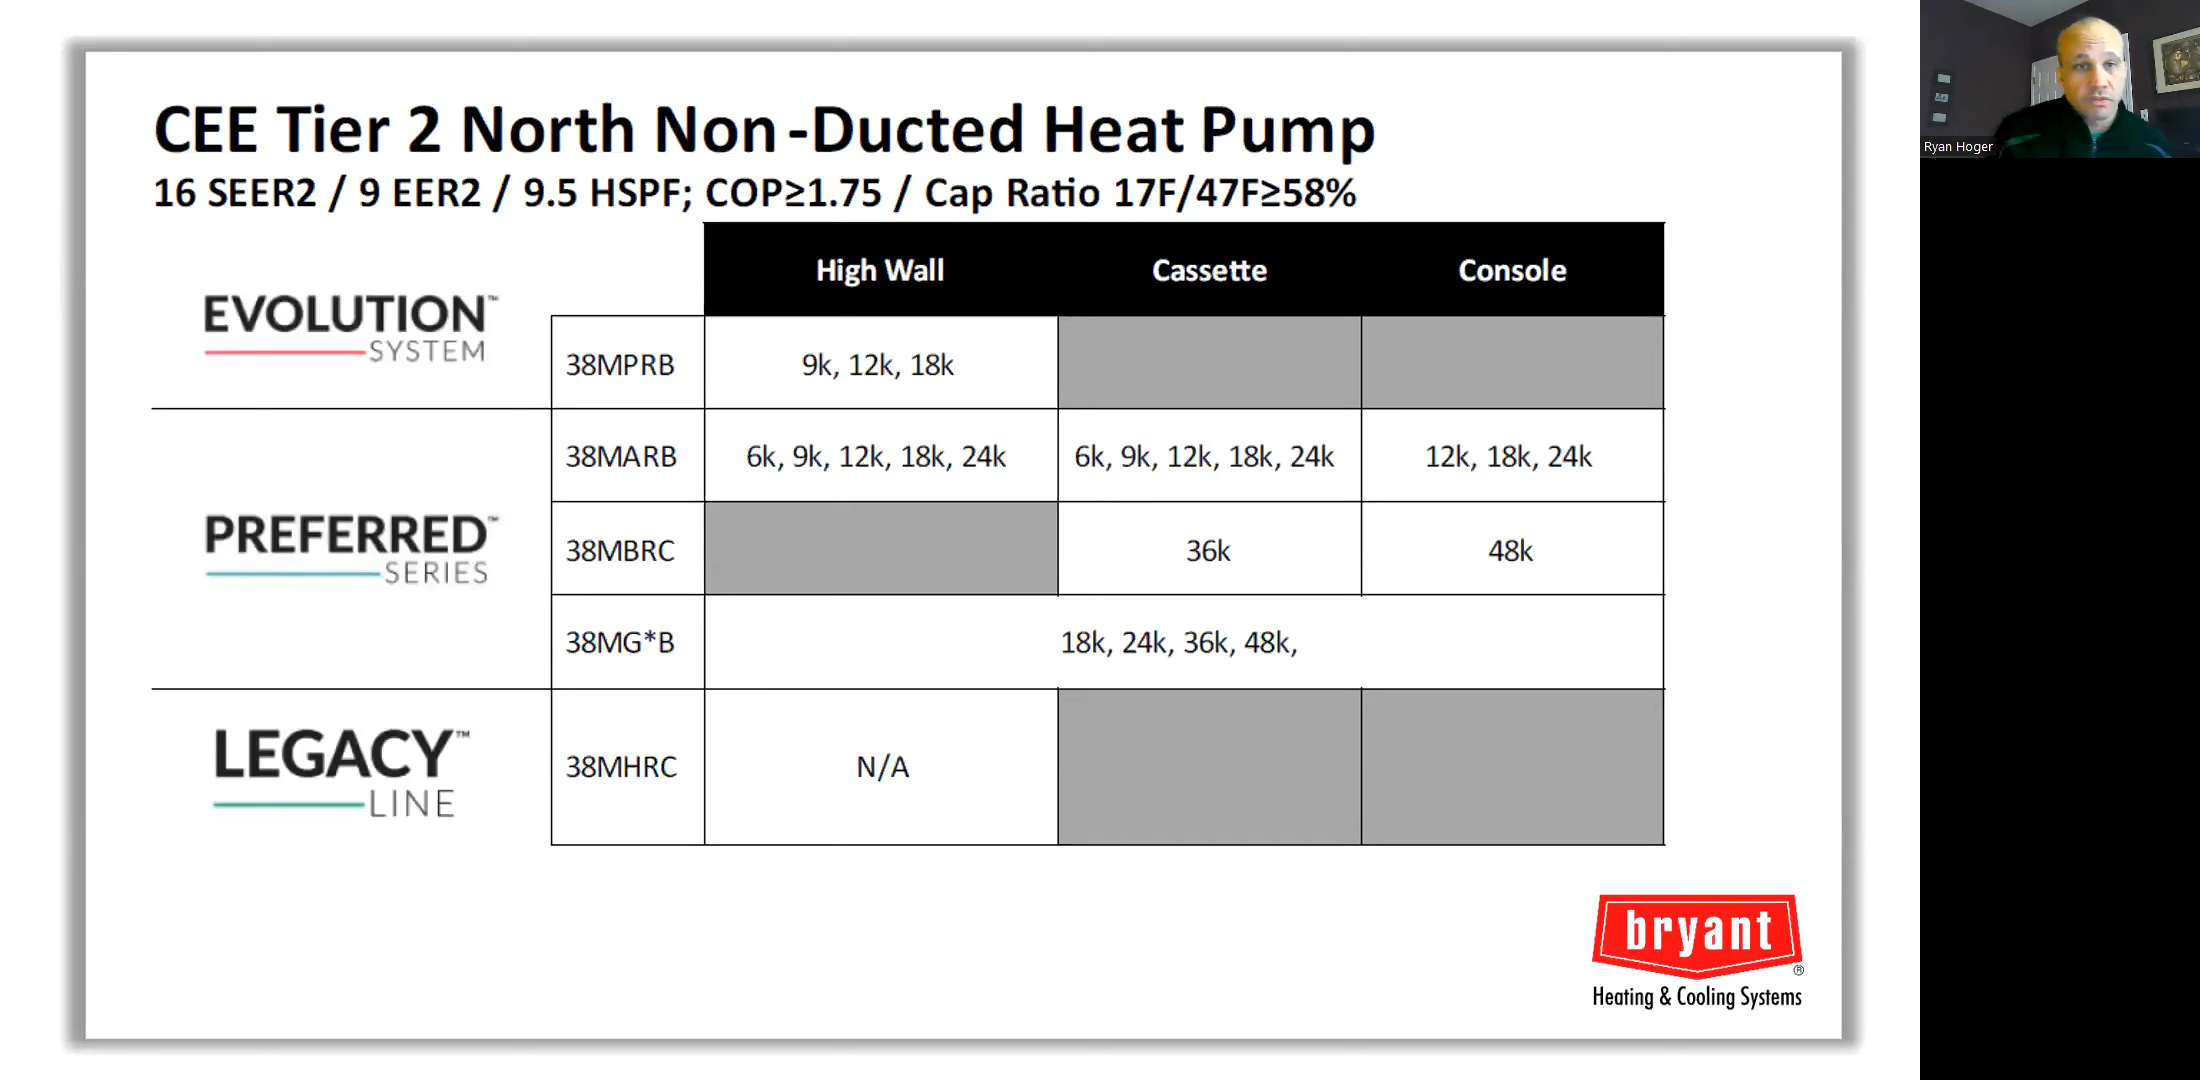 CEE Tier 2 North Non-Ducted Heat Pump
16 SEER2 / 9 EER2 / 9.5 HSPF; COP≥1.75 / Cap Ratio 17F/47F≥58%
High Wall Cassette Console
EVOLUTION™
SYSTEM
38MPRB 9k, 12k, 18k
38MARB 6k, 9k, 12k, 18k, 24k 6k, 9k, 12k, 18k, 24k 12k, 18k, 24k
PREFERRED™
SERIES
38MBRC 36k 48k
38MG*B 18k, 24k, 36k, 48k,
LEGACY™
LINE
38MHRC N/A
bryant
®
Heating & Cooling Systems
Ryan Hoger